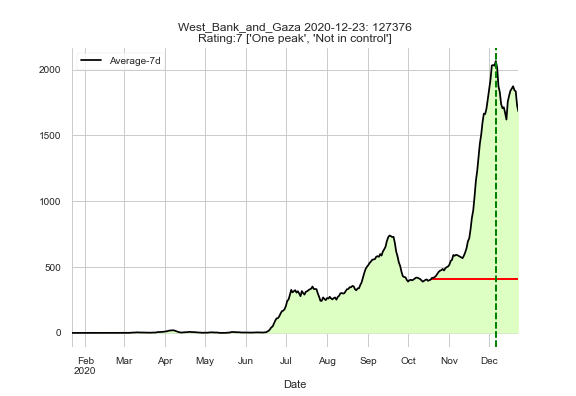 West_Bank_and_Gaza 2020-12-23: 127376
Rating:7 ['One peak', 'Not in control']
Average-7d
2000
1500
1000
500
0
Feb Mar Apr May Jun Jul Aug Sep Oct Nov Dec
2020
Date